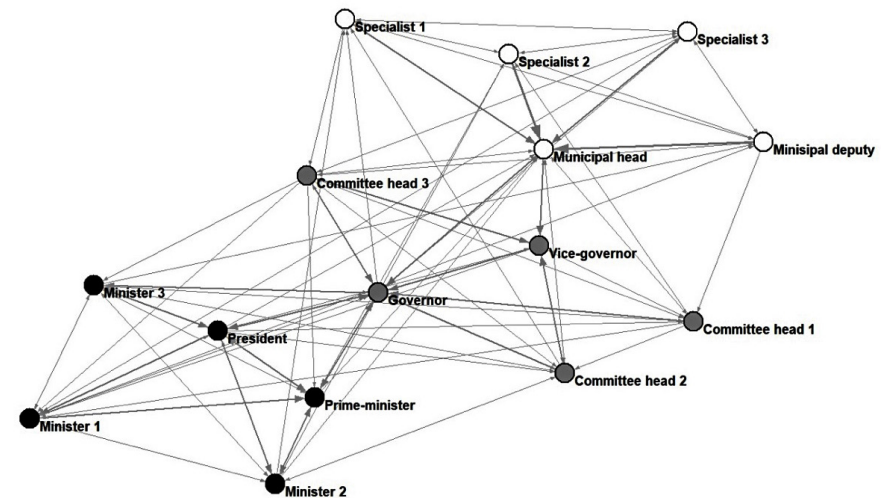 Specialist 1
Specialist 3
Specialist 2
Municipal head
Minisipal deputy
Committee head 3
Vice-governor
Minister 3
Governor
President
Committee head 1
Committee head 2
Prime-minister
Minister 1
Minister 2